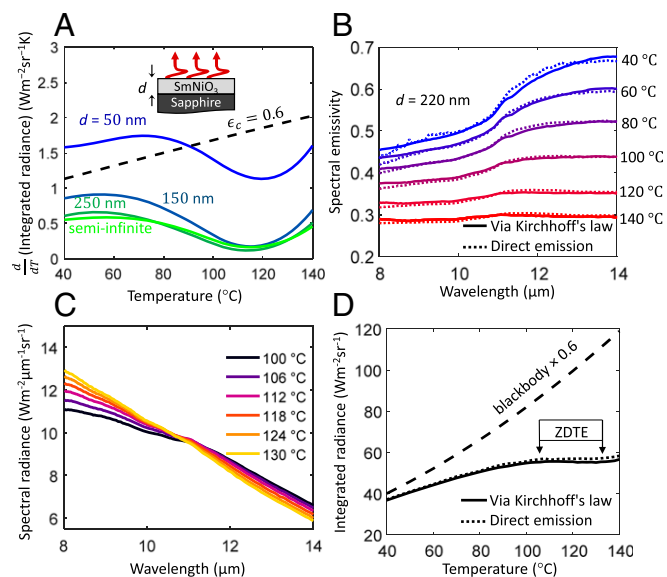 A
d/dT (Integrated radiance) (Wm⁻²sr⁻¹K)
3
2.5
2
1.5
1
0.5
0
d
SmNiO₃
Sapphire
d = 50 nm
ϵc = 0.6
250 nm
150 nm
semi-infinite
40 60 80 100 120 140
Temperature (°C)
B
Spectral emissivity
0.7
0.6
0.5
0.4
0.3
0.2
d = 220 nm
40 °C
60 °C
80 °C
100 °C
120 °C
140 °C
Via Kirchhoff's law
Direct emission
8 10 12 14
Wavelength (μm)
C
Spectral radiance (Wm⁻²μm⁻¹sr⁻¹)
14
12
10
8
6
100 °C
106 °C
112 °C
118 °C
124 °C
130 °C
8 10 12 14
Wavelength (μm)
D
Integrated radiance (Wm⁻²sr⁻¹)
120
100
80
60
40
20
blackbody × 0.6
ZDTE
Via Kirchhoff's law
Direct emission
40 60 80 100 120 140
Temperature (°C)